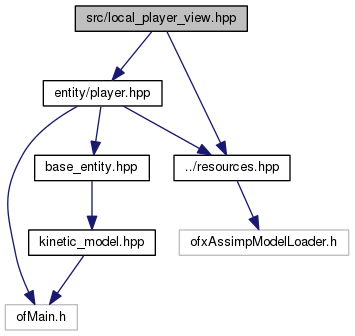 src/local_player_view.hpp
entity/player.hpp
base_entity.hpp
../resources.hpp
kinetic_model.hpp
ofxAssimpModelLoader.h
ofMain.h